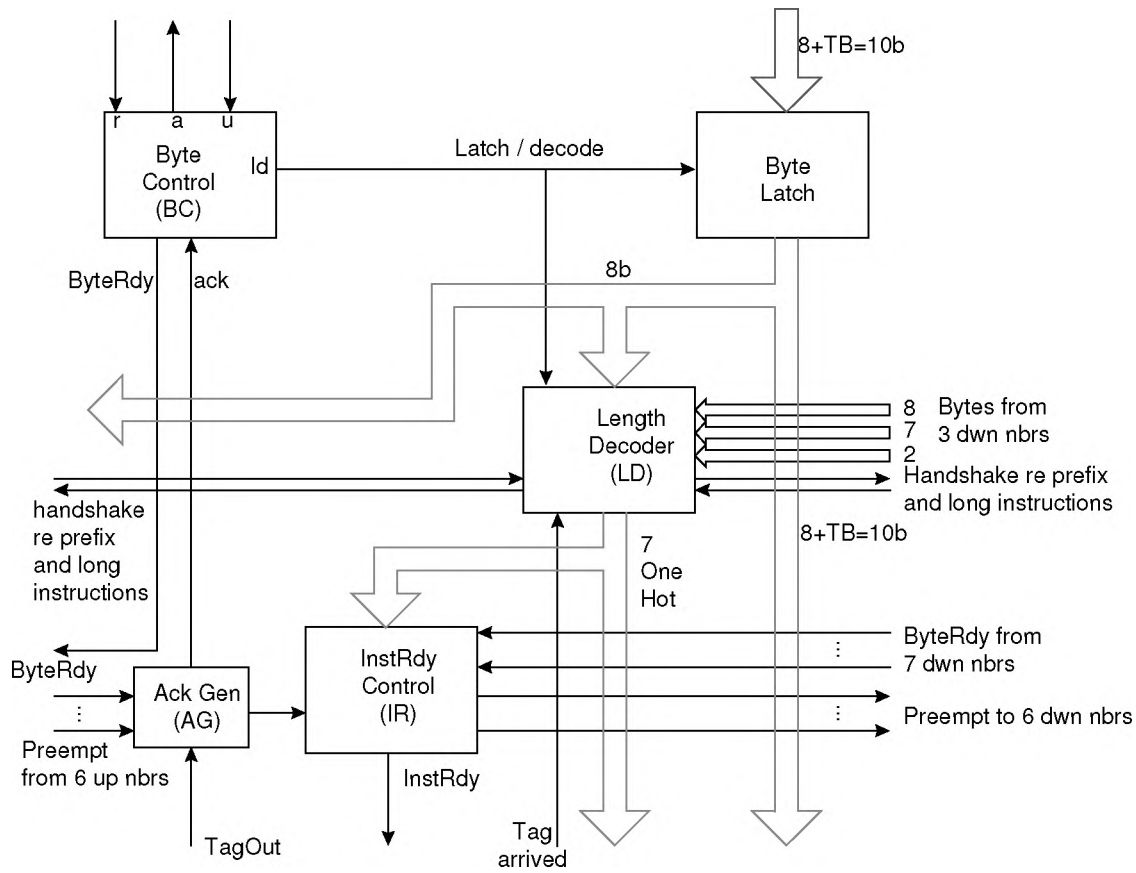 8+TB=10b
r a u
Byte
Control
(BC)
ld
Latch / decode
Byte
Latch
ByteRdy
ack
8b
Length
Decoder
(LD)
8
7
2
Bytes from
3 dwn nbrs
Handshake re prefix
and long instructions
handshake
re prefix
and long
instructions
8+TB=10b
7
One
Hot
ByteRdy
InstRdy
Control
(IR)
ByteRdy from
7 dwn nbrs
Ack Gen
(AG)
Preempt to 6 dwn nbrs
Preempt
from 6 up nbrs
InstRdy
TagOut
Tag
arrived